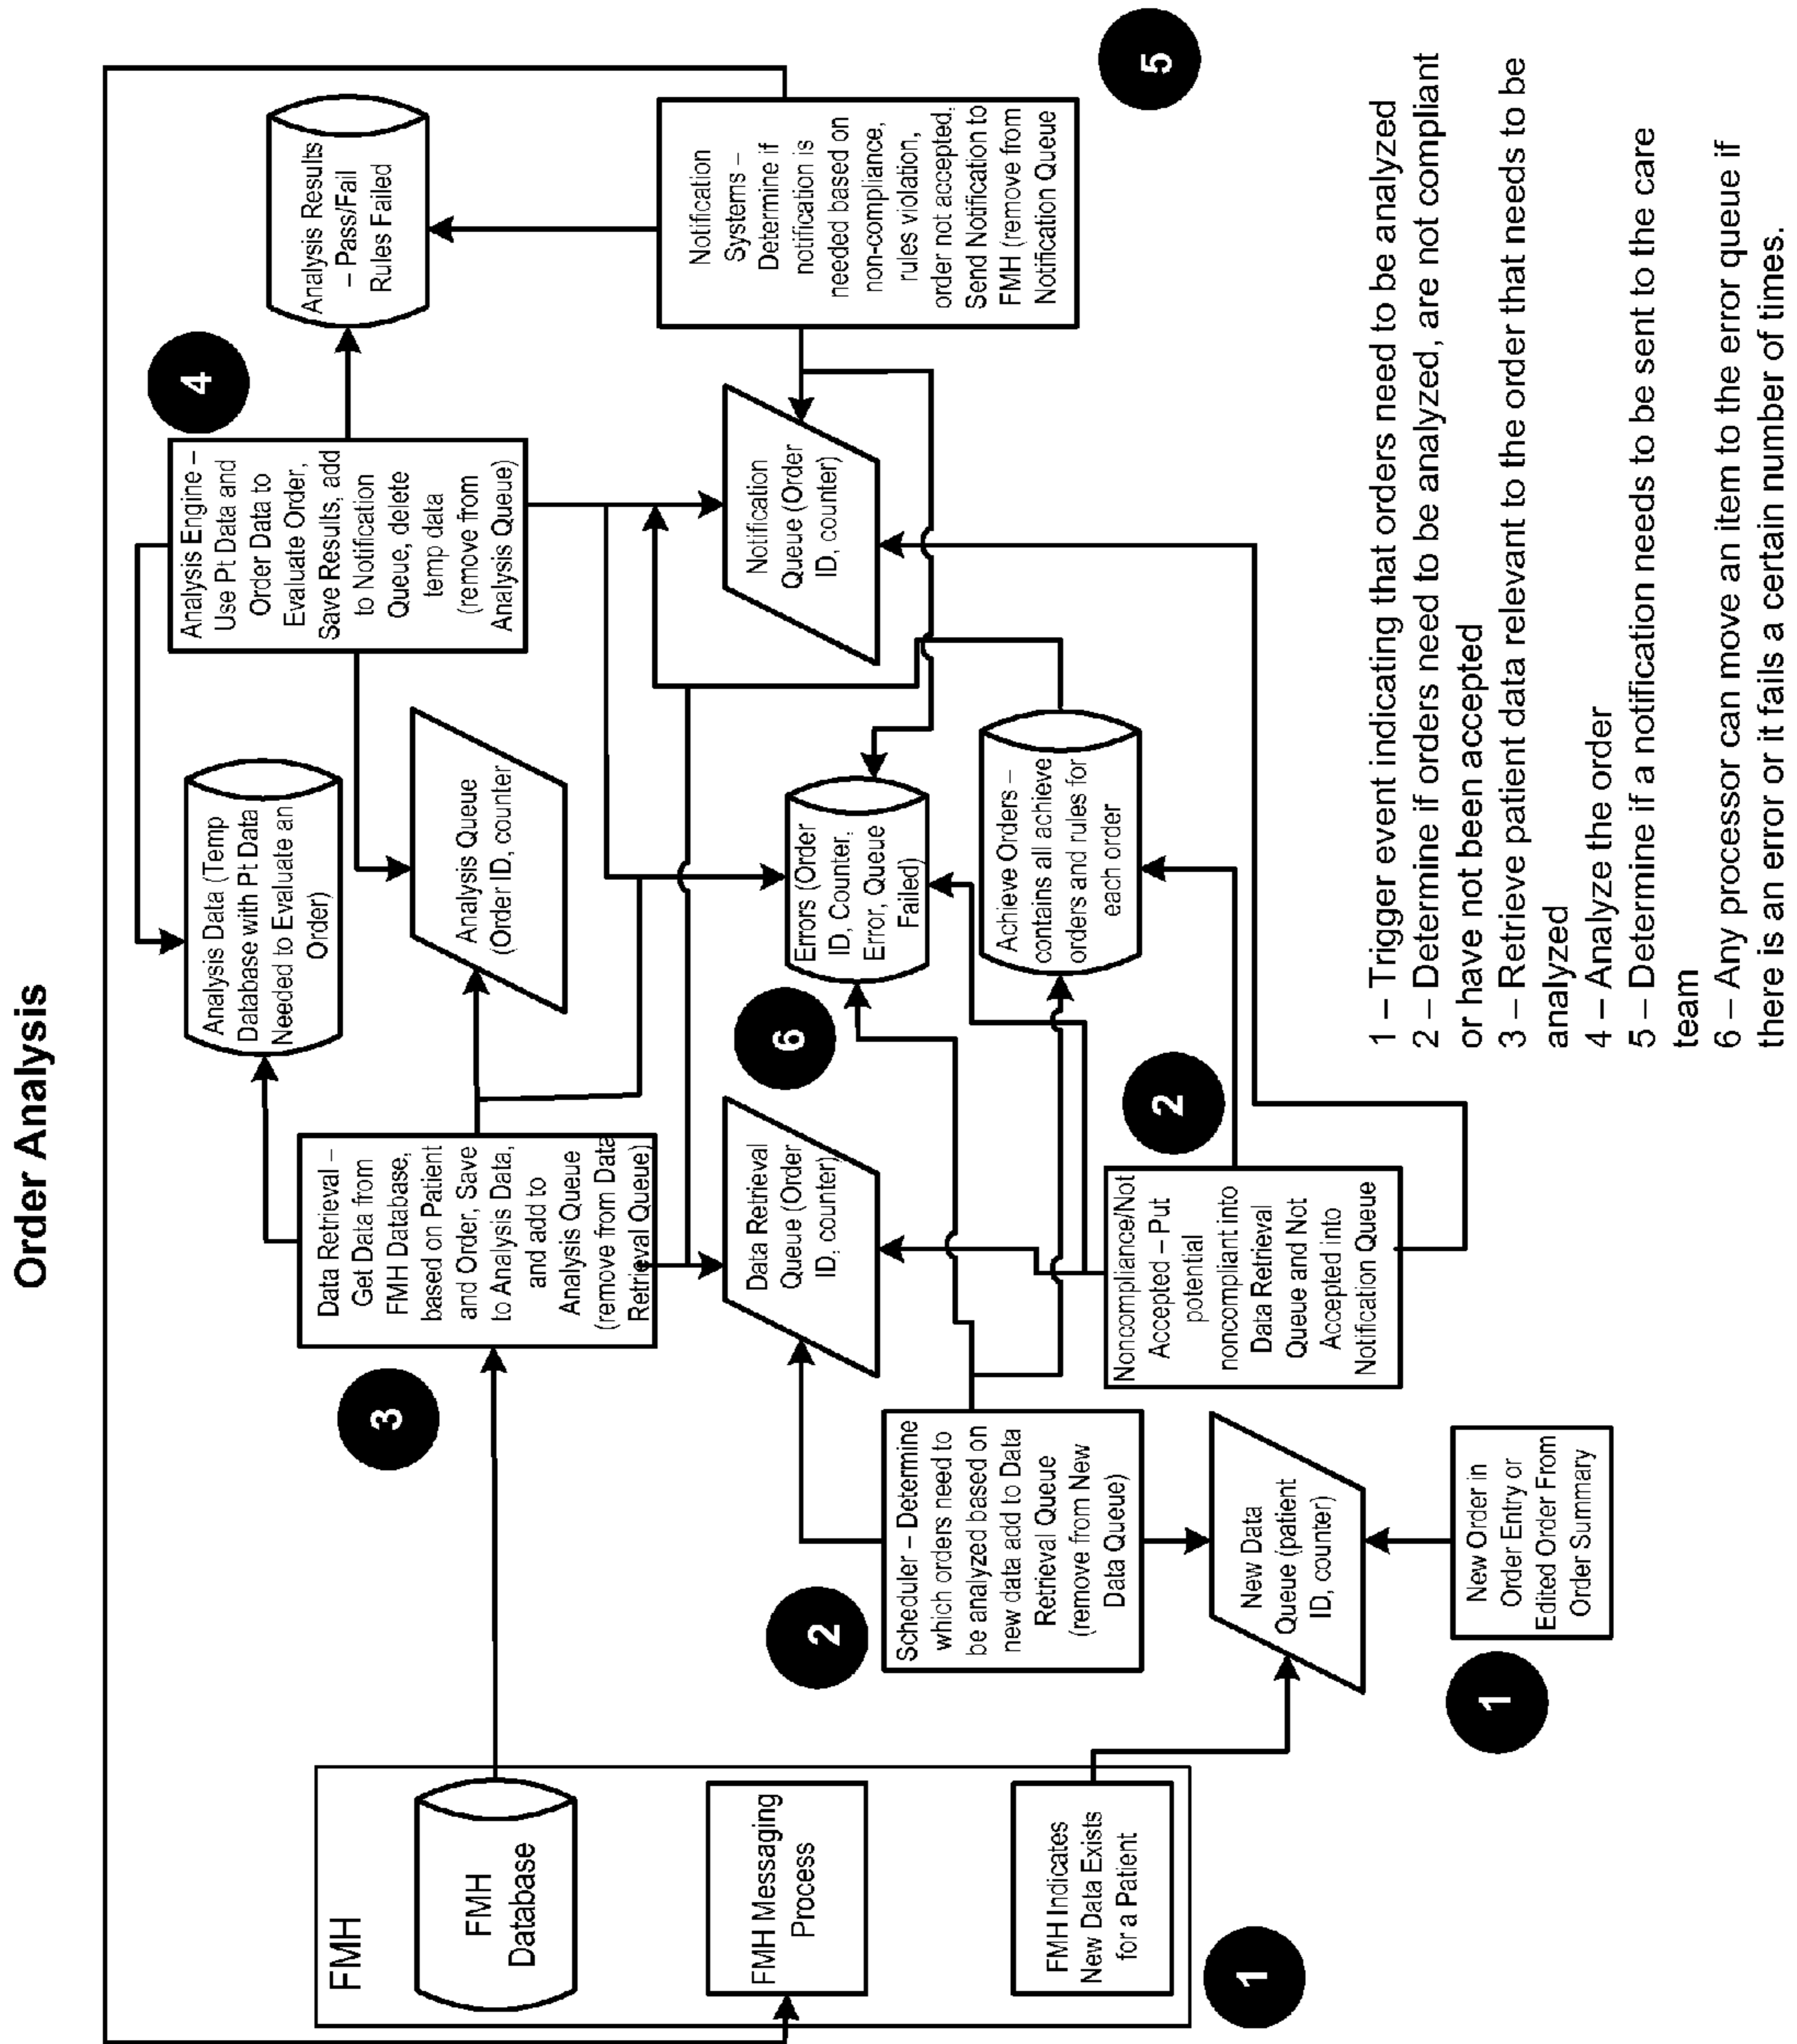 Order Analysis
FMH
FMH
Database
FMH Messaging
Process
FMH Indicates
New Data Exists
for a Patient
1
3
Data Retrieval –
Get Data from
FMH Database,
based on Patient
and Order, Save
to Analysis Data,
and add to
Analysis Queue
(remove from Data
Retrieval Queue)
Analysis Data (Temp
Database with Pt Data
Needed to Evaluate an
Order)
4
Analysis Engine –
Use Pt Data and
Order Data to
Evaluate Order,
Save Results, add
to Notification
Queue, delete
temp data
(remove from
Analysis Queue)
Analysis Results
– Pass/Fail
Rules Failed
Analysis Queue
(Order ID, counter
2
Scheduler – Determine
which orders need to
be analyzed based on
new data add to Data
Retrieval Queue
(remove from New
Data Queue)
Data Retrieval
Queue (Order
ID, counter)
6
Errors (Order
ID, Counter,
Error, Queue
Failed)
Notification
Queue (Order
ID, counter)
Notification
Systems –
Determine if
notification is
needed based on
non-compliance,
rules violation,
order not accepted.
Send Notification to
FMH (remove from
Notification Queue
5
Achieve Orders –
contains all achieve
orders and rules for
each order
New Data
Queue (patient
ID, counter)
2
Noncompliance/Not
Accepted – Put
potential
noncompliant into
Data Retrieval
Queue and Not
Accepted into
Notification Queue
1
New Order in
Order Entry or
Edited Order From
Order Summary
1 – Trigger event indicating that orders need to be analyzed
2 – Determine if orders need to be analyzed, are not compliant
or have not been accepted
3 – Retrieve patient data relevant to the order that needs to be
analyzed
4 – Analyze the order
5 – Determine if a notification needs to be sent to the care
team
6 – Any processor can move an item to the error queue if
there is an error or it fails a certain number of times.